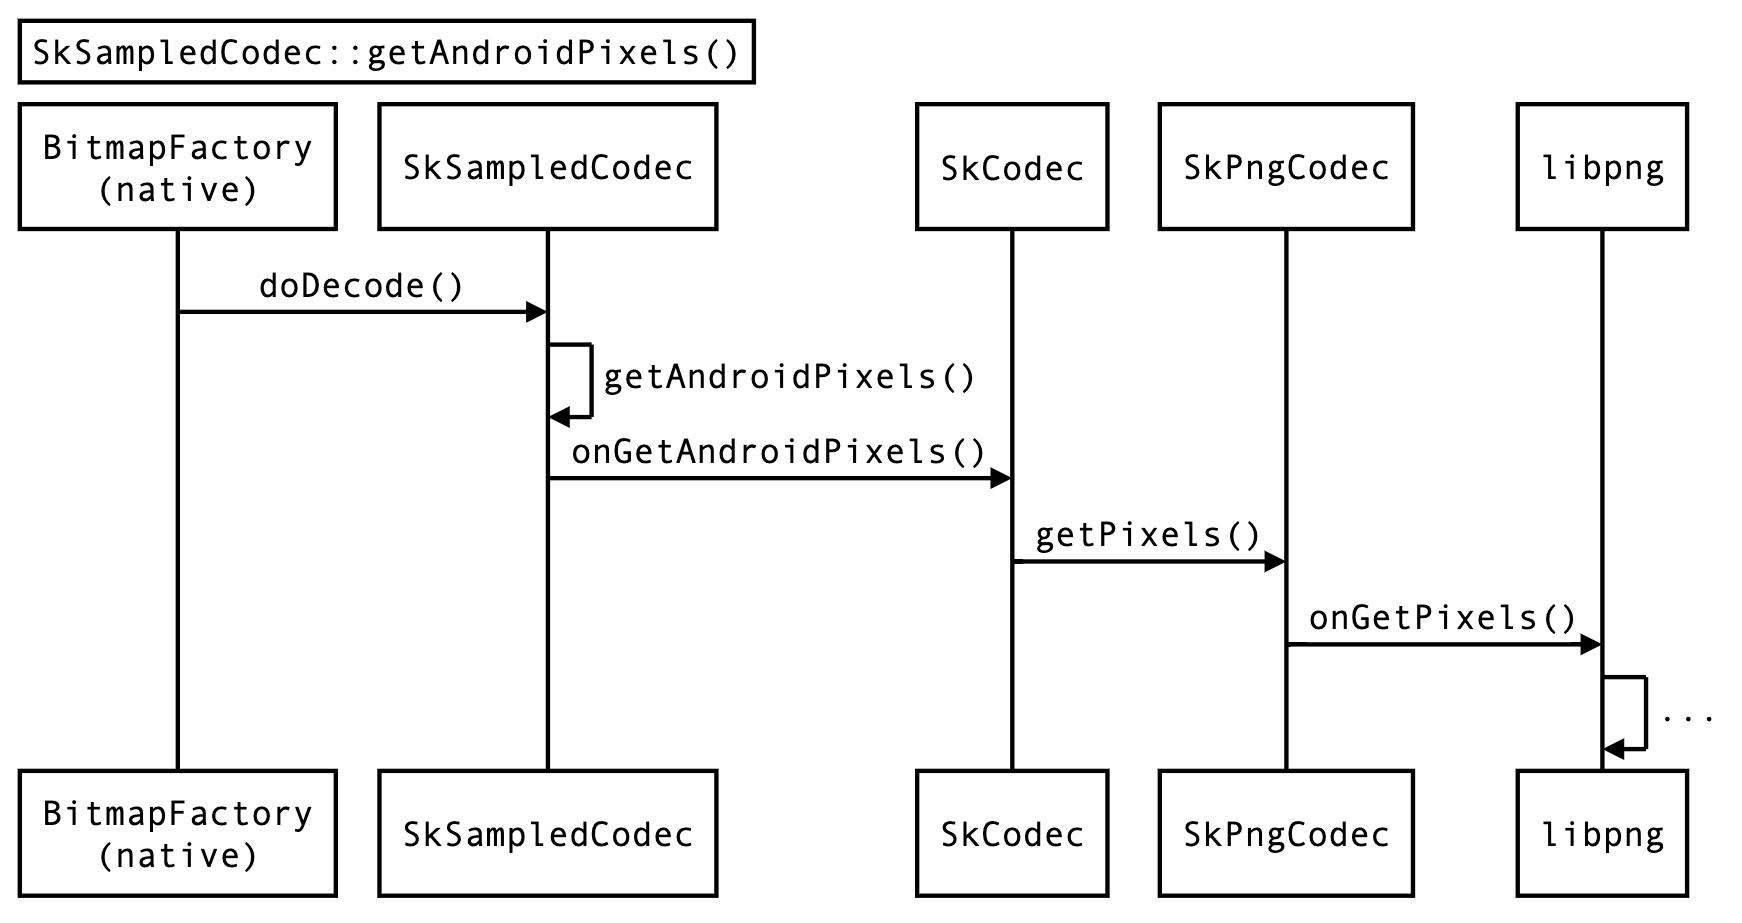 SkSampledCodec::getAndroidPixels()
BitmapFactory
(native)
SkSampledCodec
SkCodec
SkPngCodec
libpng
doDecode()
getAndroidPixels()
onGetAndroidPixels()
getPixels()
onGetPixels()
...
BitmapFactory
(native)
SkSampledCodec
SkCodec
SkPngCodec
libpng